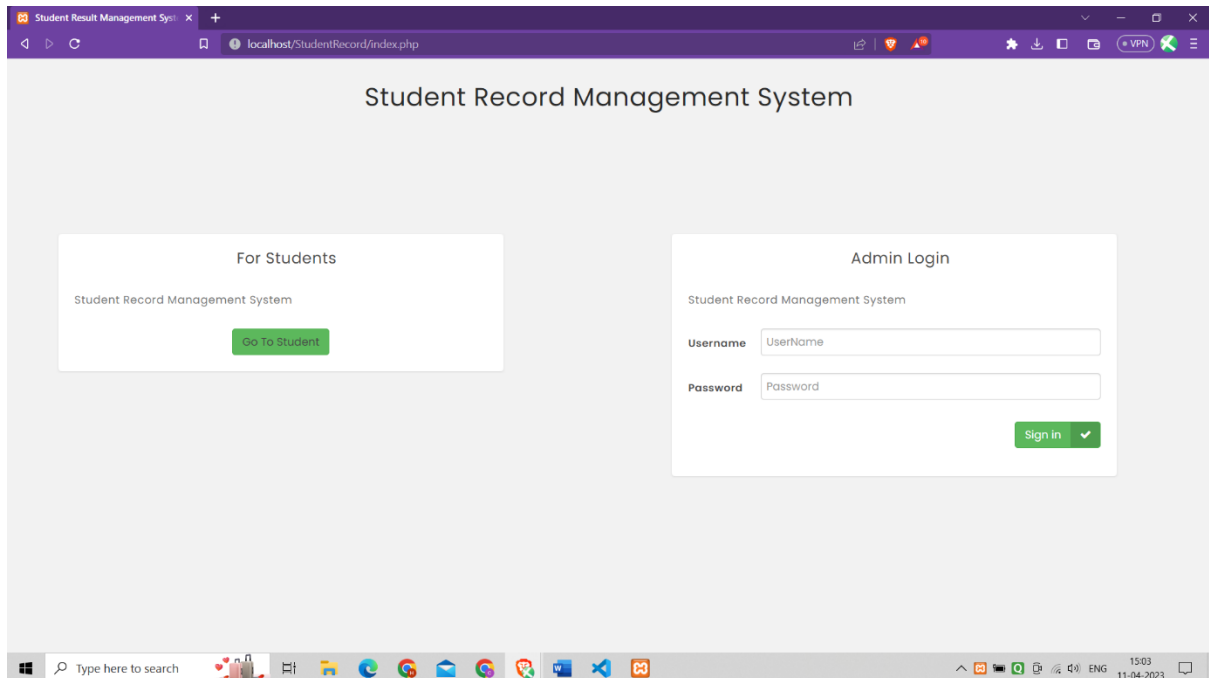 Student Result Management Syst
localhost/StudentRecord/index.php
VPN
Student Record Management System
For Students
Student Record Management System
Go To Student
Admin Login
Student Record Management System
Username UserName
Password Password
Sign in
Type here to search
ENG
15:03
11-04-2023